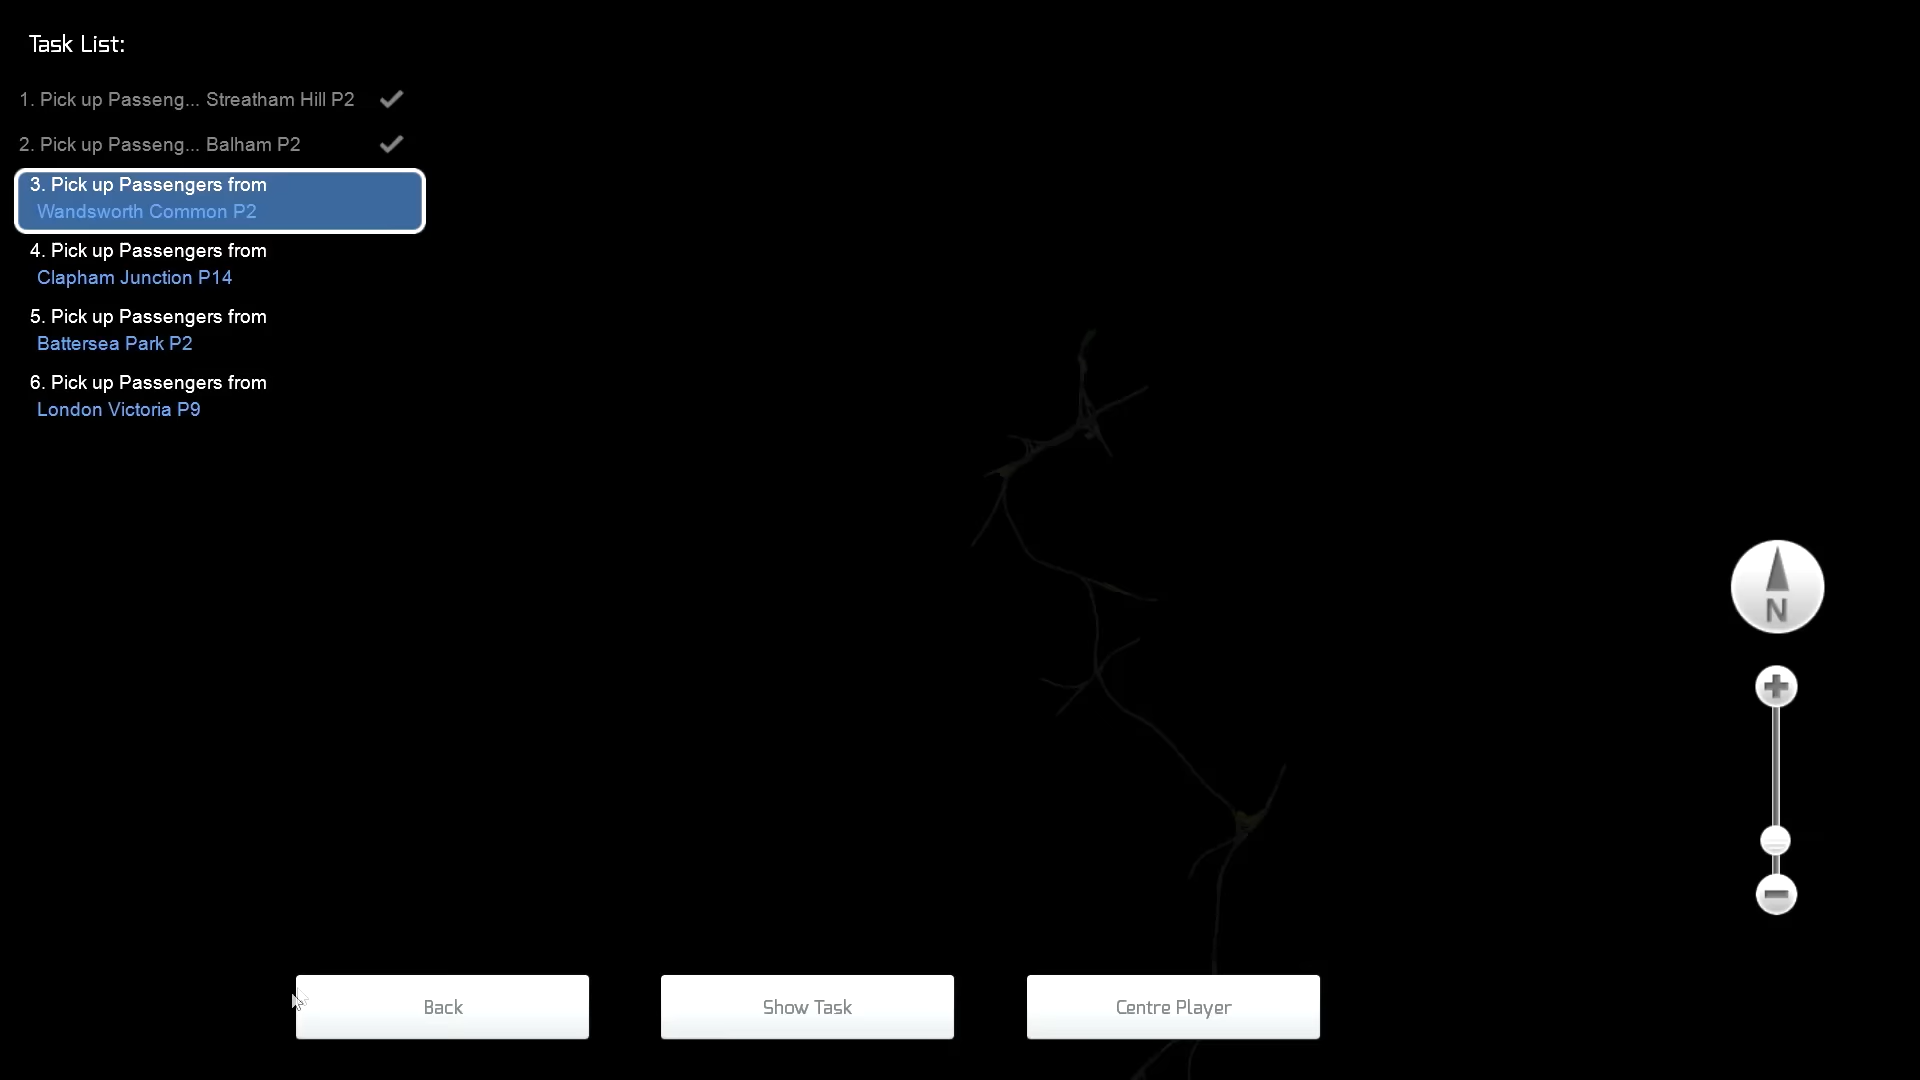 Task List:
1. Pick up Passeng... Streatham Hill P2
2. Pick up Passeng... Balham P2
3. Pick up Passengers from
Wandsworth Common P2
4. Pick up Passengers from
Clapham Junction P14
5. Pick up Passengers from
Battersea Park P2
6. Pick up Passengers from
London Victoria P9
N
Back
Show Task
Centre Player